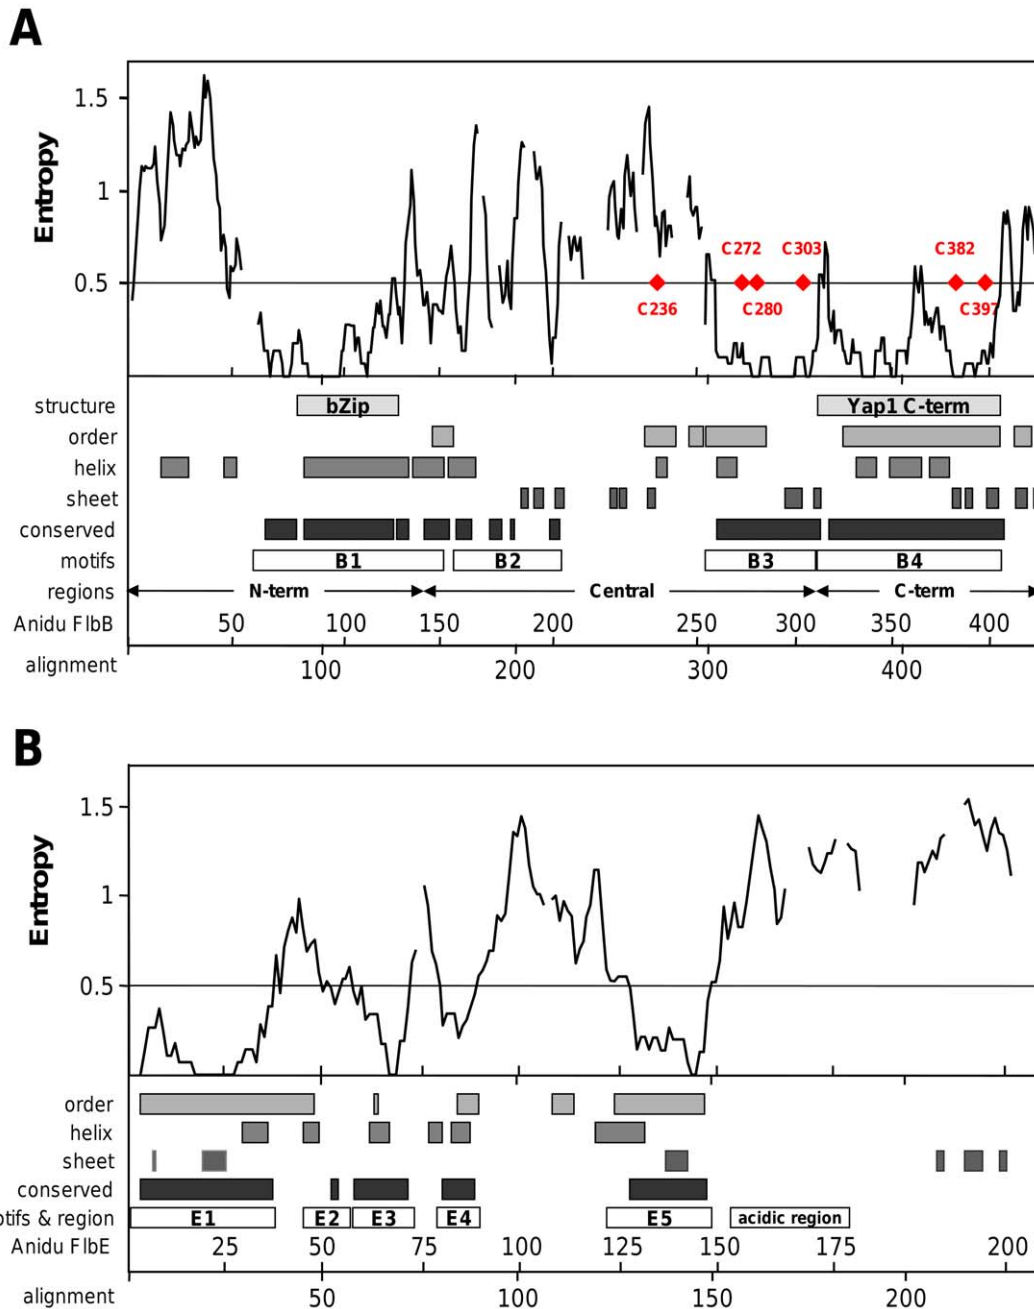 A
Entropy
1.5
1
0.5
C272 C303 C382
C236 C280 C397
structure bZip Yap1 C-term
order
helix
sheet
conserved
motifs B1 B2 B3 B4
regions N-term Central C-term
Anidu FlbB 50 100 150 200 250 300 350 400
alignment 100 200 300 400
B
Entropy
1.5
1
0.5
order
helix
sheet
conserved
tifs & region E1 E2 E3 E4 E5 acidic region
Anidu FlbE 25 50 75 100 125 150 175 200
alignment 50 100 150 200